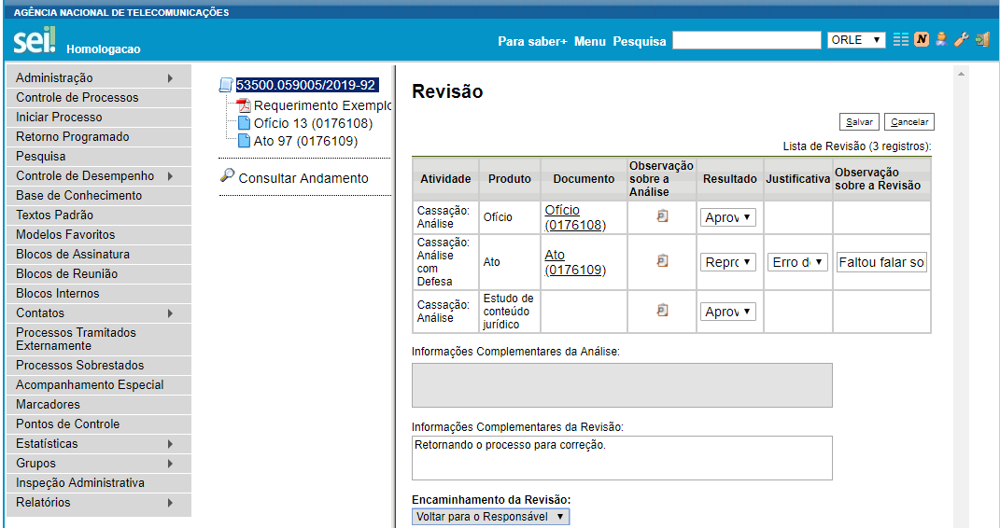 AGÊNCIA NACIONAL DE TELECOMUNICAÇÕES
sei! Homologacao
Para saber+ Menu Pesquisa ORLE
Administração
Controle de Processos
Iniciar Processo
Retorno Programado
Pesquisa
Controle de Desempenho
Base de Conhecimento
Textos Padrão
Modelos Favoritos
Blocos de Assinatura
Blocos de Reunião
Blocos Internos
Contatos
Processos Tramitados
Externamente
Processos Sobrestados
Acompanhamento Especial
Marcadores
Pontos de Controle
Estatísticas
Grupos
Inspeção Administrativa
Relatórios
53500.059005/2019-92
Requerimento Exemplo
Ofício 13 (0176108)
Ato 97 (0176109)
Consultar Andamento
Revisão
Salvar Cancelar
Lista de Revisão (3 registros):
Atividade Produto Documento Observação sobre a Análise Resultado Justificativa Observação sobre a Revisão
Cassação: Análise Ofício Ofício (0176108) Aprov
Cassação: Análise com Defesa Ato Ato (0176109) Repro Erro de Faltou falar so
Cassação: Análise Estudo de conteúdo jurídico Aprov
Informações Complementares da Análise:
Informações Complementares da Revisão:
Retornando o processo para correção.
Encaminhamento da Revisão:
Voltar para o Responsável